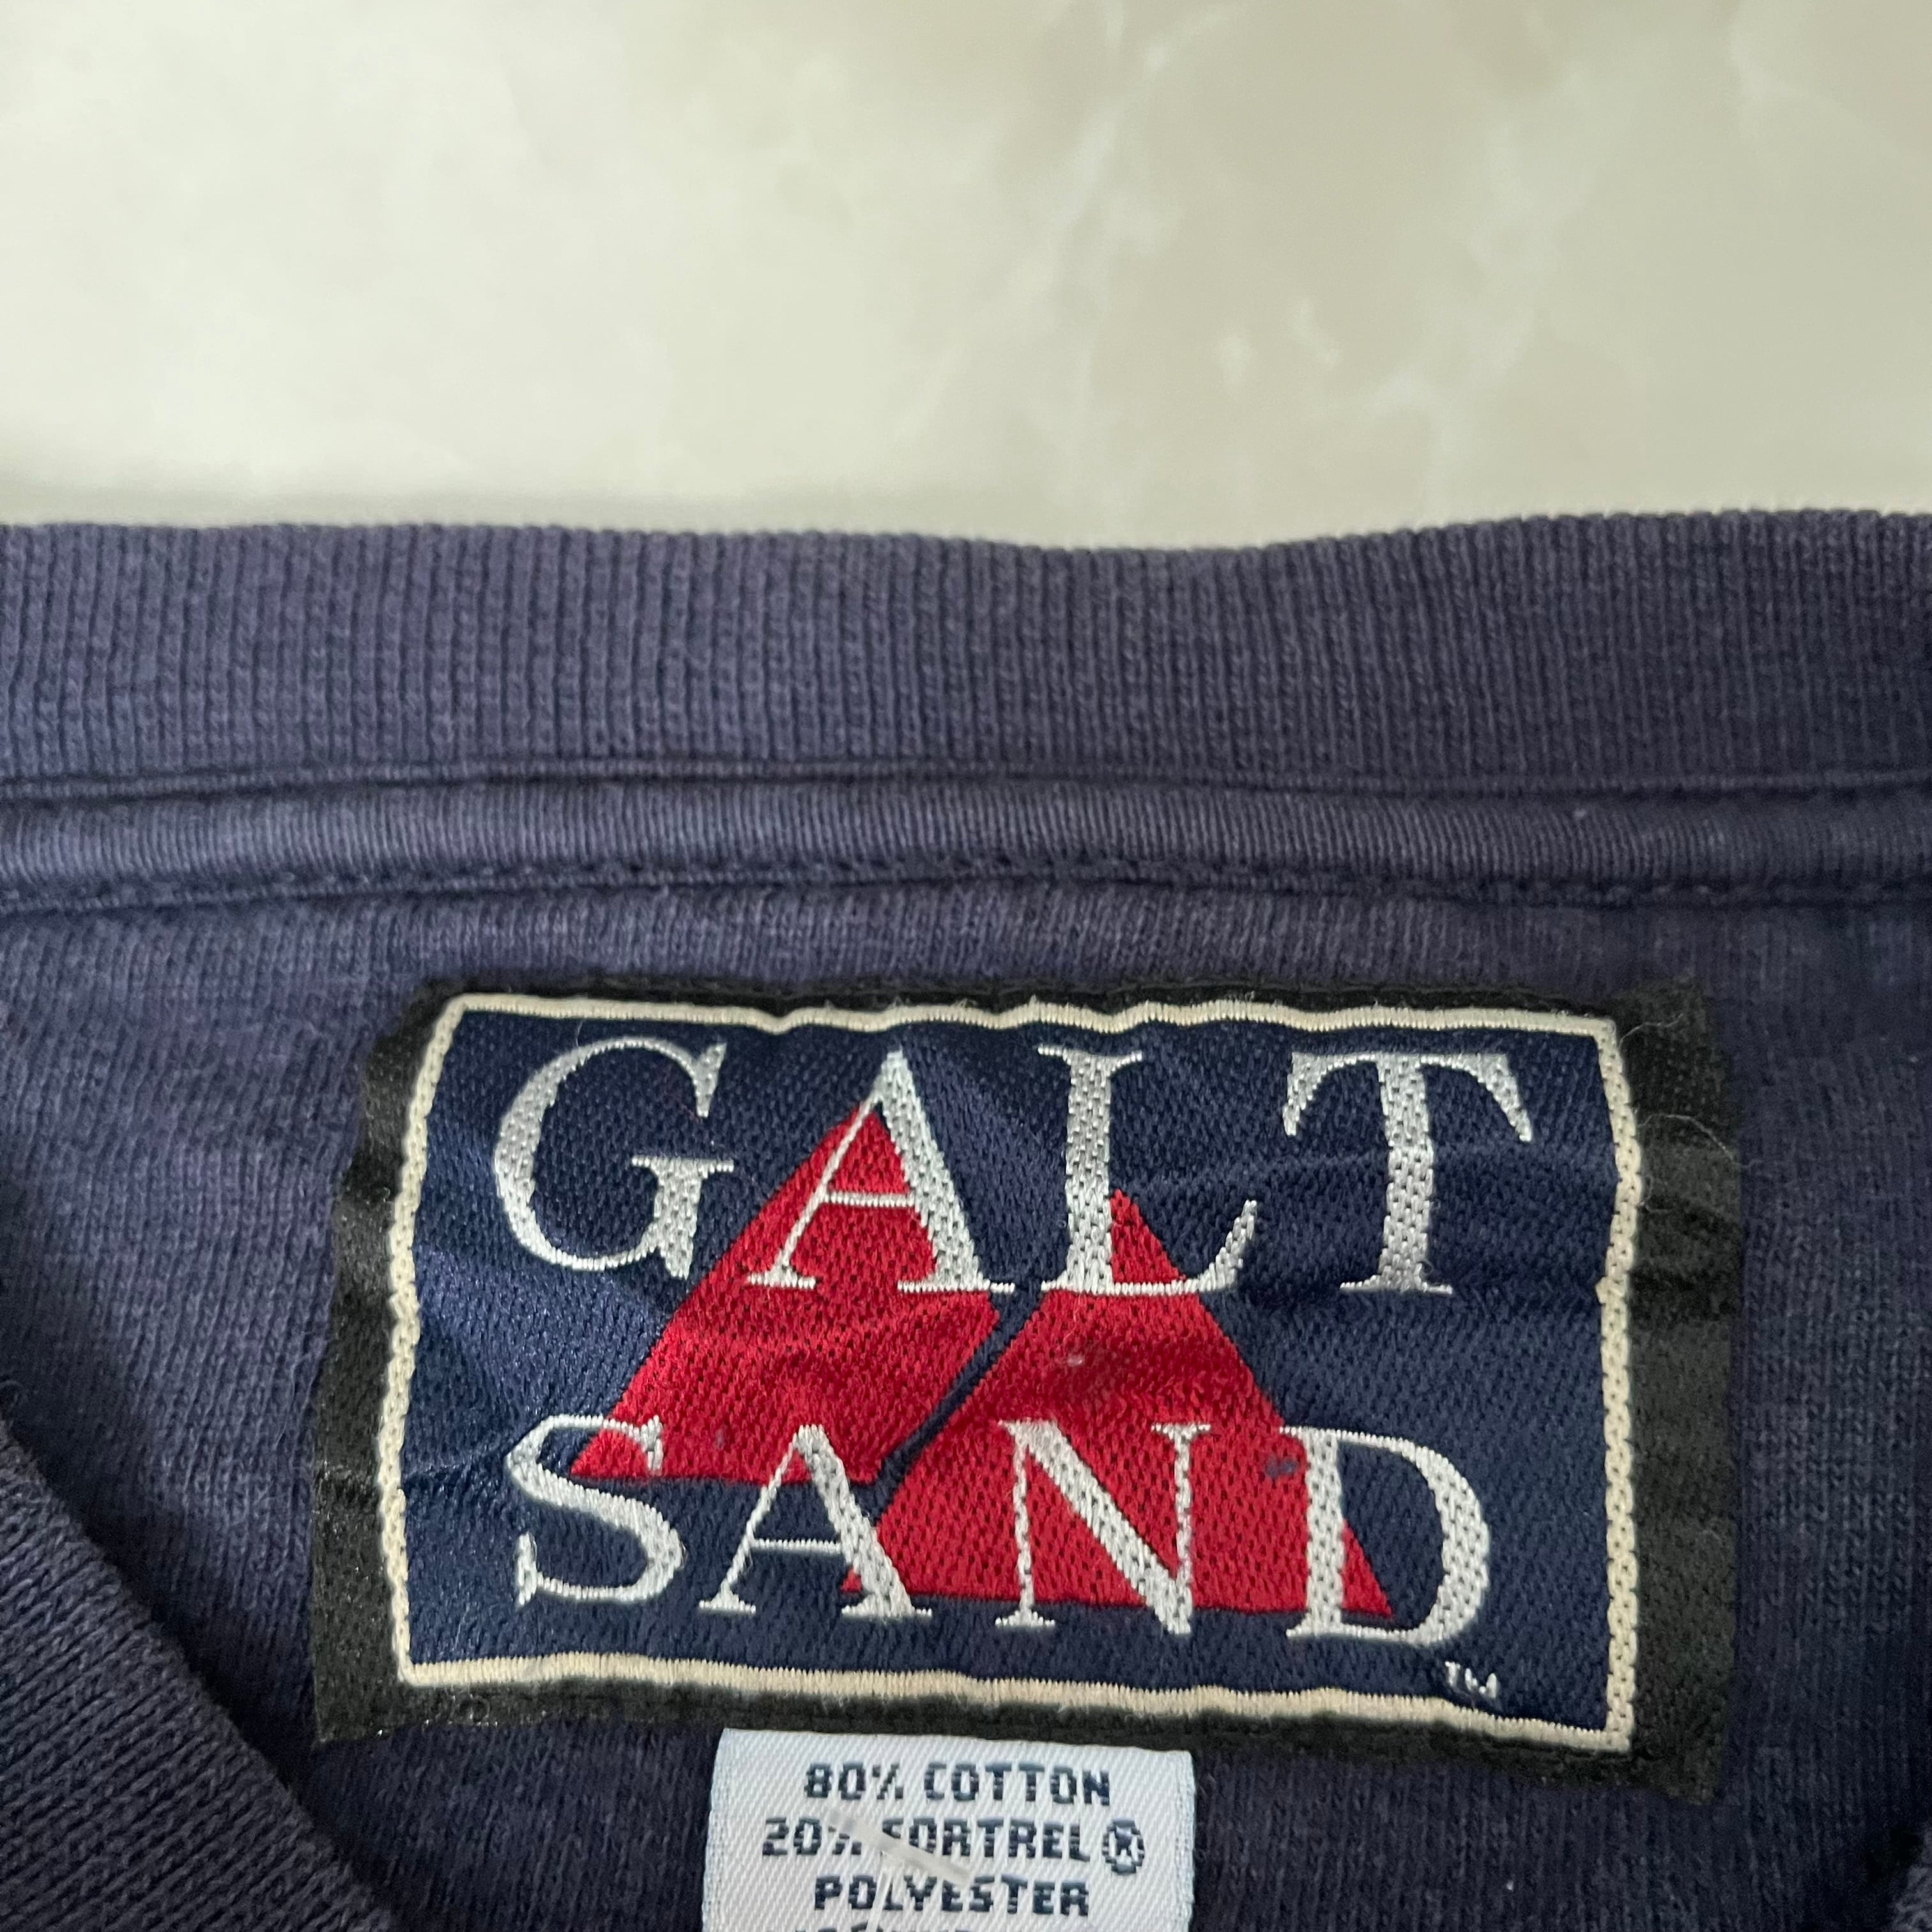 GALT
SAND
TM
80% COTTON
20% FORTREL®
POLYESTER